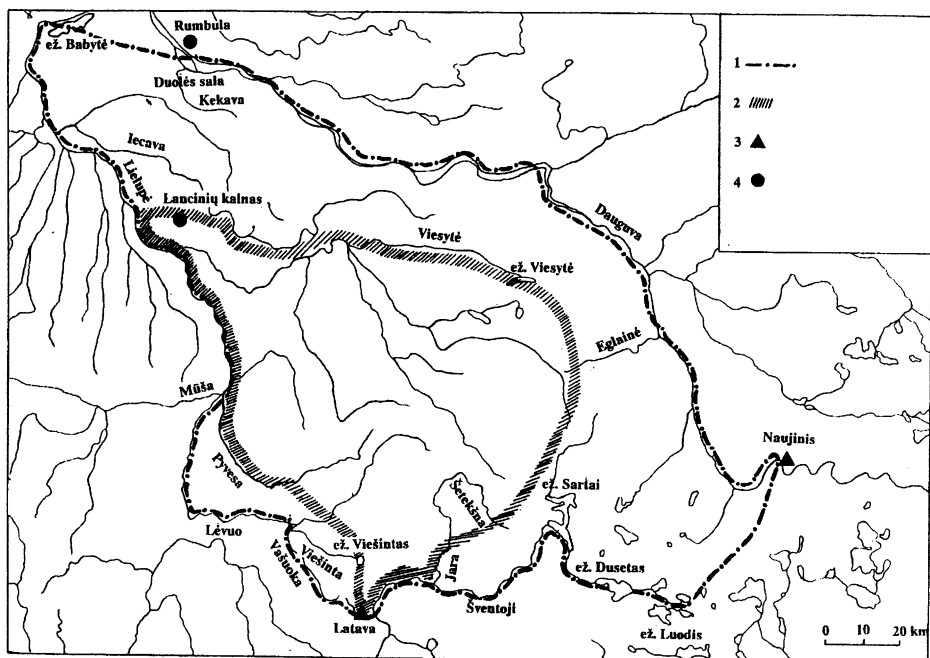 Rumbula
ež. Babytė
Duolės sala
Kekava
Iecava
Lielupė
Lancinių kalnas
Viesytė
ež. Viesytė
Dauguva
Eglainė
Mūša
Pyvesa
Lėvuo
Viešinta
Vašuoka
ež. Viešintas
Latava
Šetekšna
Jara
Šventoji
ež. Sartai
ež. Dusetas
ež. Luodis
Naujinis
1
2
3
4
0 10 20 km